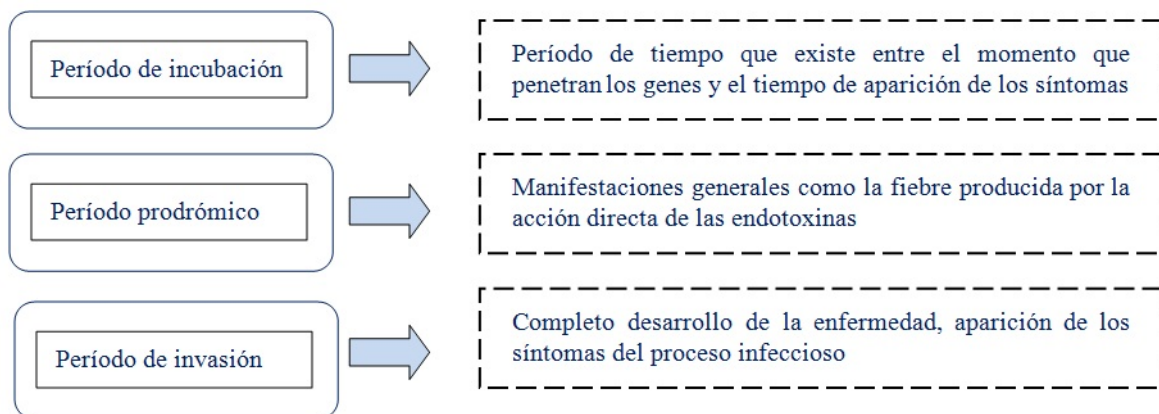 Período de incubación
Período de tiempo que existe entre el momento que
penetran los genes y el tiempo de aparición de los síntomas
Período prodrómico
Manifestaciones generales como la fiebre producida por la
acción directa de las endotoxinas
Período de invasión
Completo desarrollo de la enfermedad, aparición de los
síntomas del proceso infeccioso